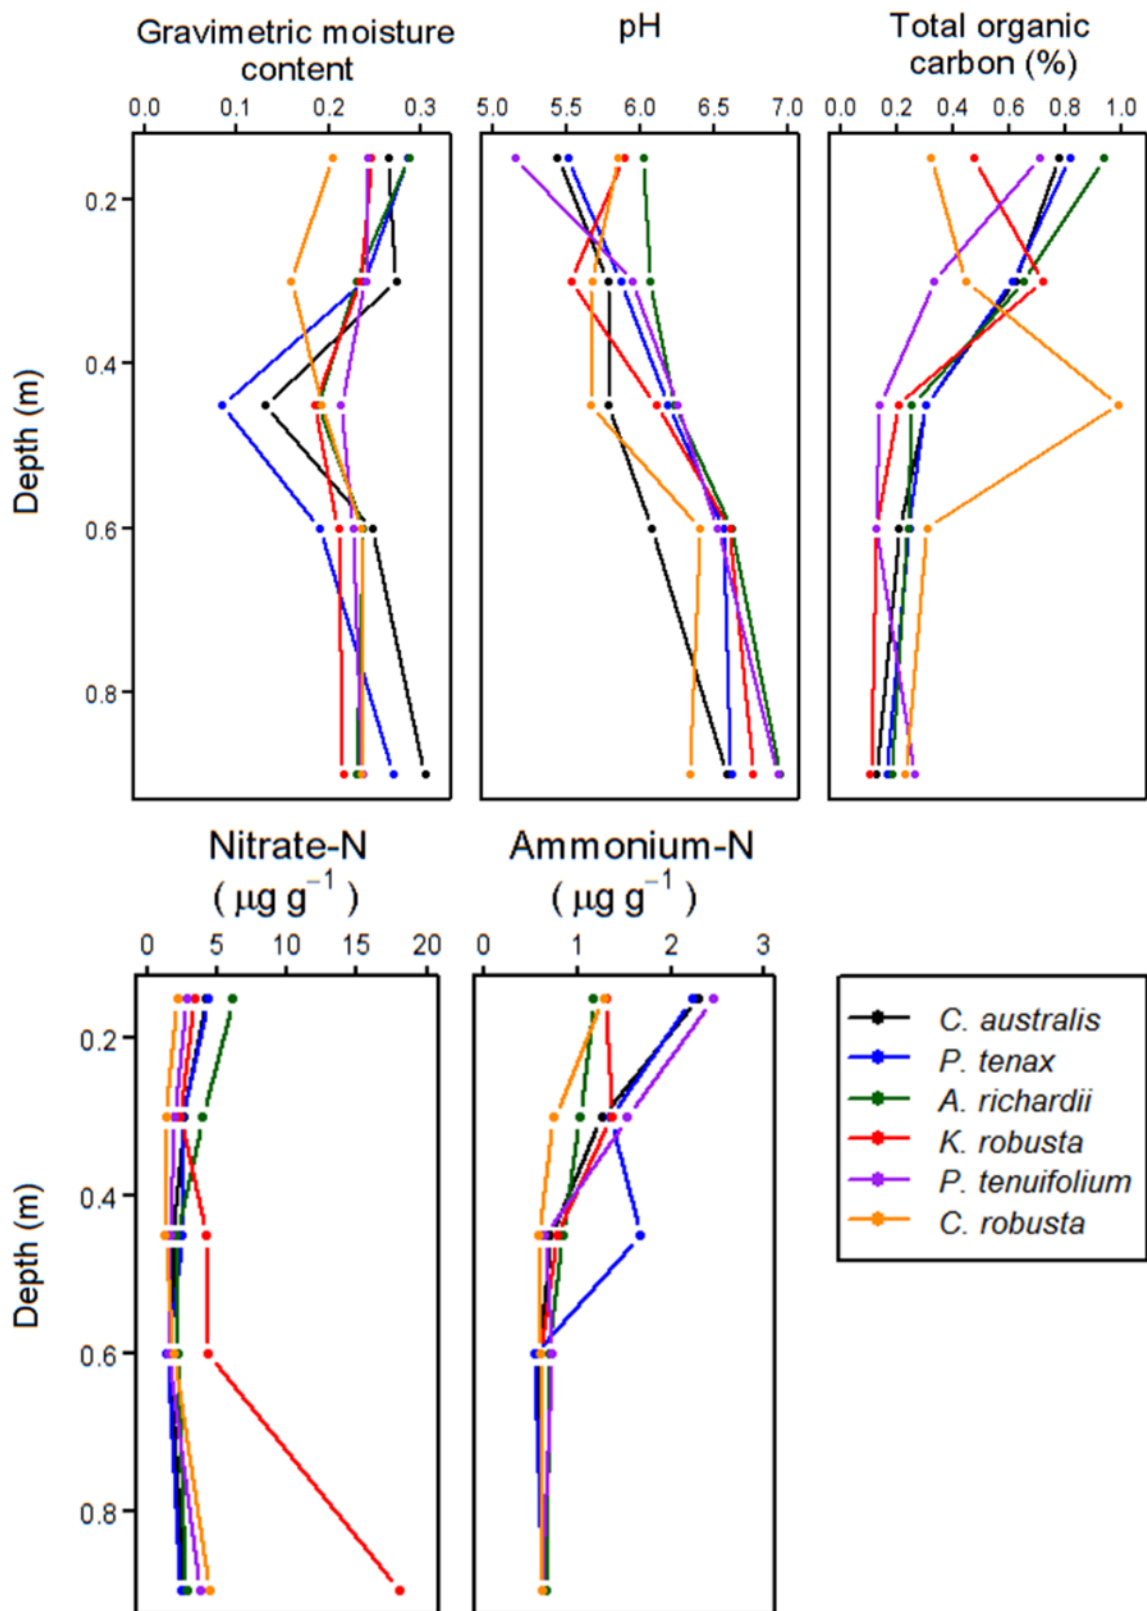 Gravimetric moisture
content
pH
Total organic
carbon (%)
0.0 0.1 0.2 0.3
5.0 5.5 6.0 6.5 7.0
0.0 0.2 0.4 0.6 0.8 1.0
0.2
0.4
0.6
0.8
Depth (m)
Nitrate-N
( μg g⁻¹ )
Ammonium-N
( μg g⁻¹ )
0 5 10 15 20
0 1 2 3
0.2
0.4
0.6
0.8
Depth (m)
C. australis
P. tenax
A. richardii
K. robusta
P. tenuifolium
C. robusta